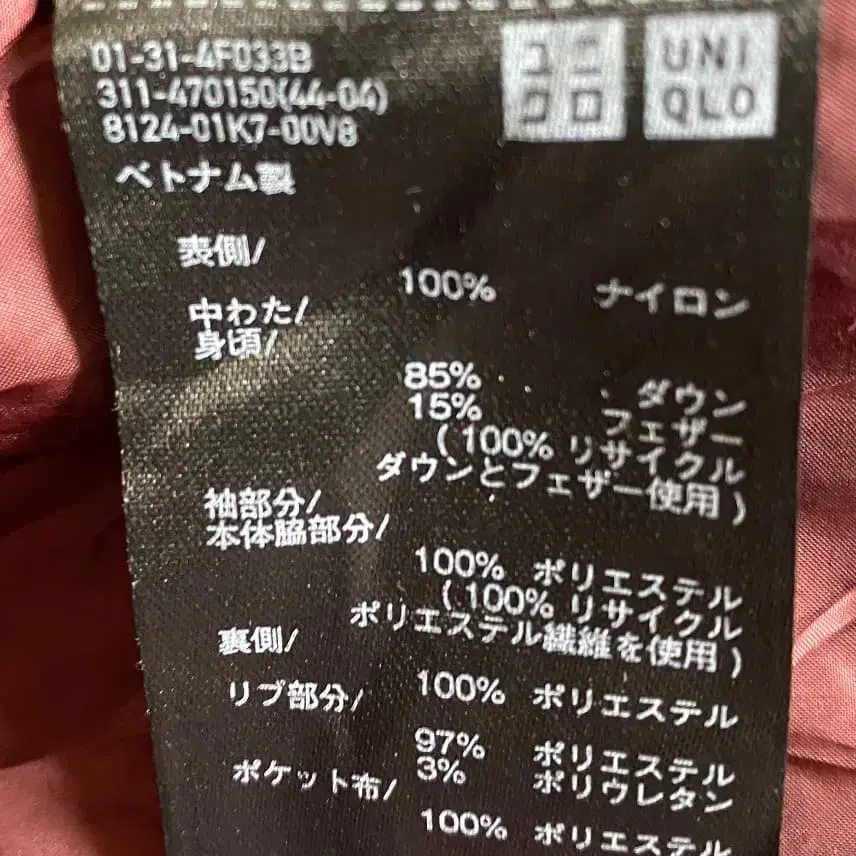 01-31-4F033B
311-470150(44-04)
8124-01K7-00V8
ユニ
クロ
UNI
QLO
ベトナム製
表側/
100% ナイロン
中わた/
身頃/
85% ダウン
15% フェザー
(100% リサイクル
ダウンとフェザー使用)
袖部分/
本体脇部分/
100% ポリエステル
(100% リサイクル
ポリエステル繊維を使用)
裏側/
100% ポリエステル
リブ部分/
97% ポリエステル
3% ポリウレタン
ポケット布/
100% ポリエステル